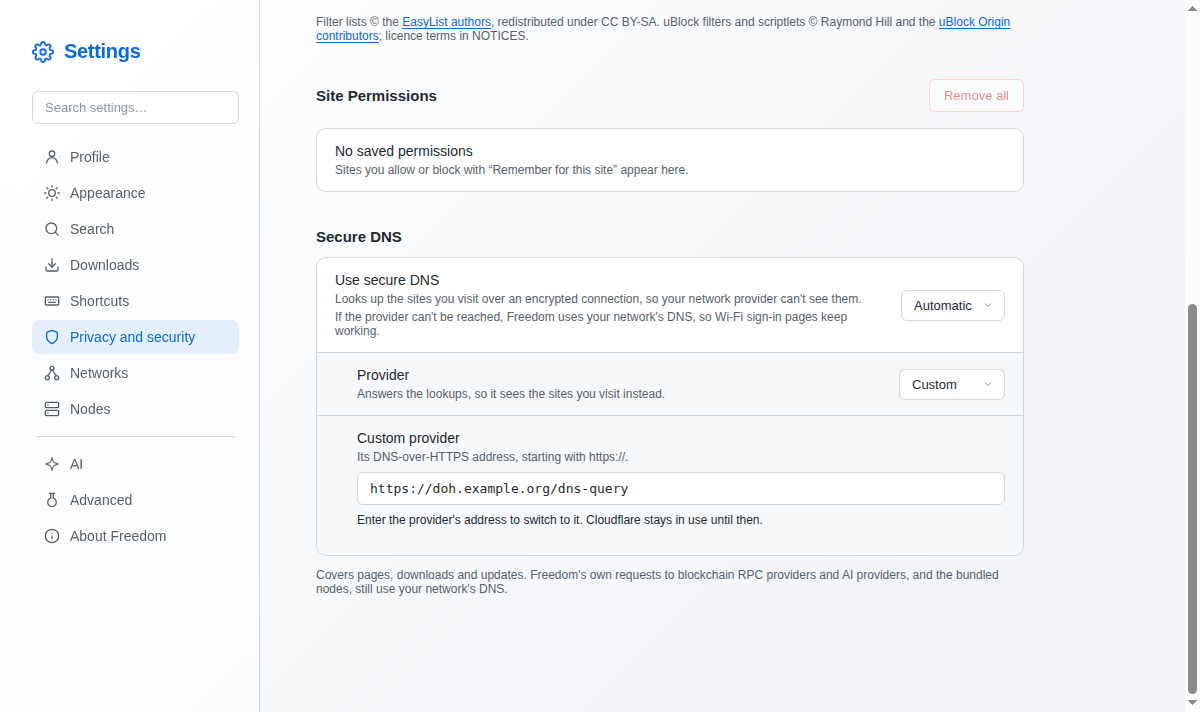 Settings
Search settings…
Profile
Appearance
Search
Downloads
Shortcuts
Privacy and security
Networks
Nodes
AI
Advanced
About Freedom
Filter lists © the EasyList authors, redistributed under CC BY-SA. uBlock filters and scriptlets © Raymond Hill and the uBlock Origin
contributors; licence terms in NOTICES.
Site Permissions
Remove all
No saved permissions
Sites you allow or block with “Remember for this site” appear here.
Secure DNS
Use secure DNS
Looks up the sites you visit over an encrypted connection, so your network provider can't see them.
If the provider can't be reached, Freedom uses your network's DNS, so Wi-Fi sign-in pages keep
working.
Automatic
Provider
Answers the lookups, so it sees the sites you visit instead.
Custom
Custom provider
Its DNS-over-HTTPS address, starting with https://.
https://doh.example.org/dns-query
Enter the provider's address to switch to it. Cloudflare stays in use until then.
Covers pages, downloads and updates. Freedom's own requests to blockchain RPC providers and AI providers, and the bundled
nodes, still use your network's DNS.